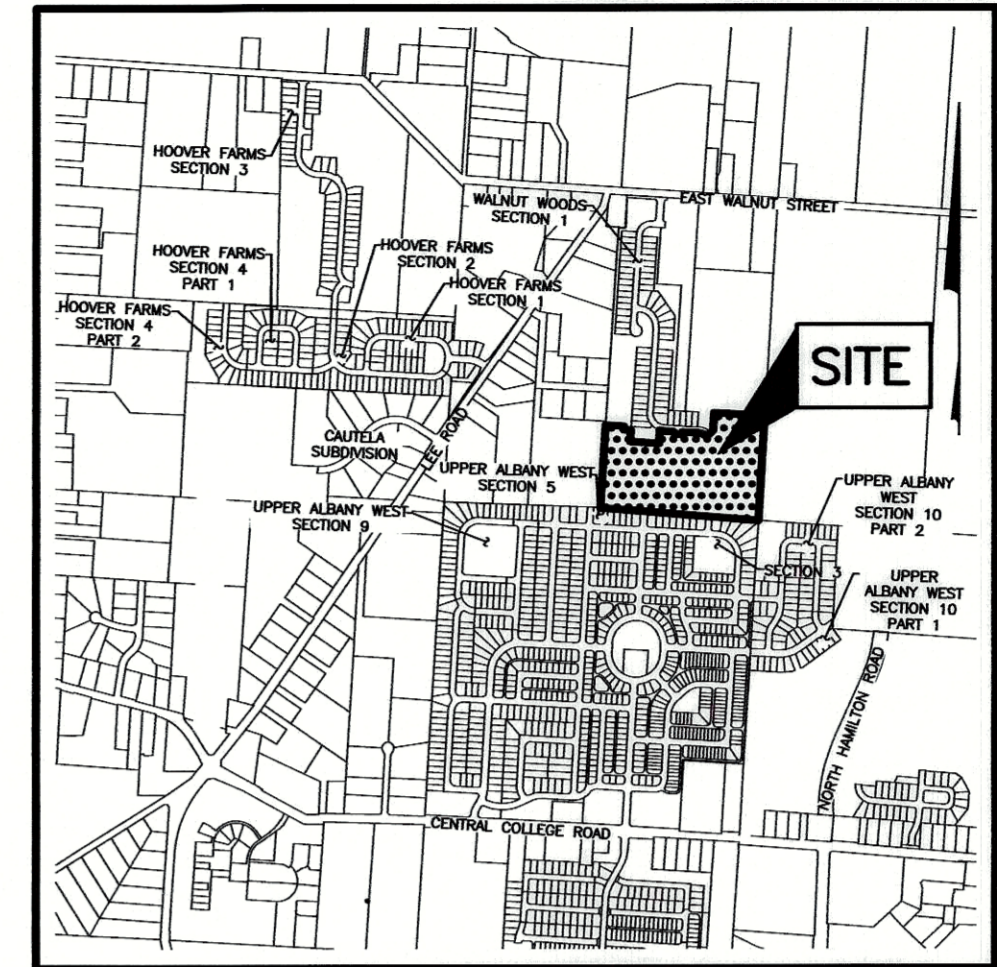 HOOVER FARMS
SECTION 3
WALNUT WOODS
SECTION 1
EAST WALNUT STREET
HOOVER FARMS
SECTION 4
PART 1
HOOVER FARMS
SECTION 2
HOOVER FARMS
SECTION 1
HOOVER FARMS
SECTION 4
PART 2
SITE
CAUTELA
SUBDIVISION
LEE ROAD
UPPER ALBANY WEST
SECTION 5
UPPER ALBANY WEST
SECTION 9
UPPER ALBANY
WEST
SECTION 10
PART 2
SECTION 3
UPPER
ALBANY WEST
SECTION 10
PART 1
NORTH HAMILTON ROAD
CENTRAL COLLEGE ROAD